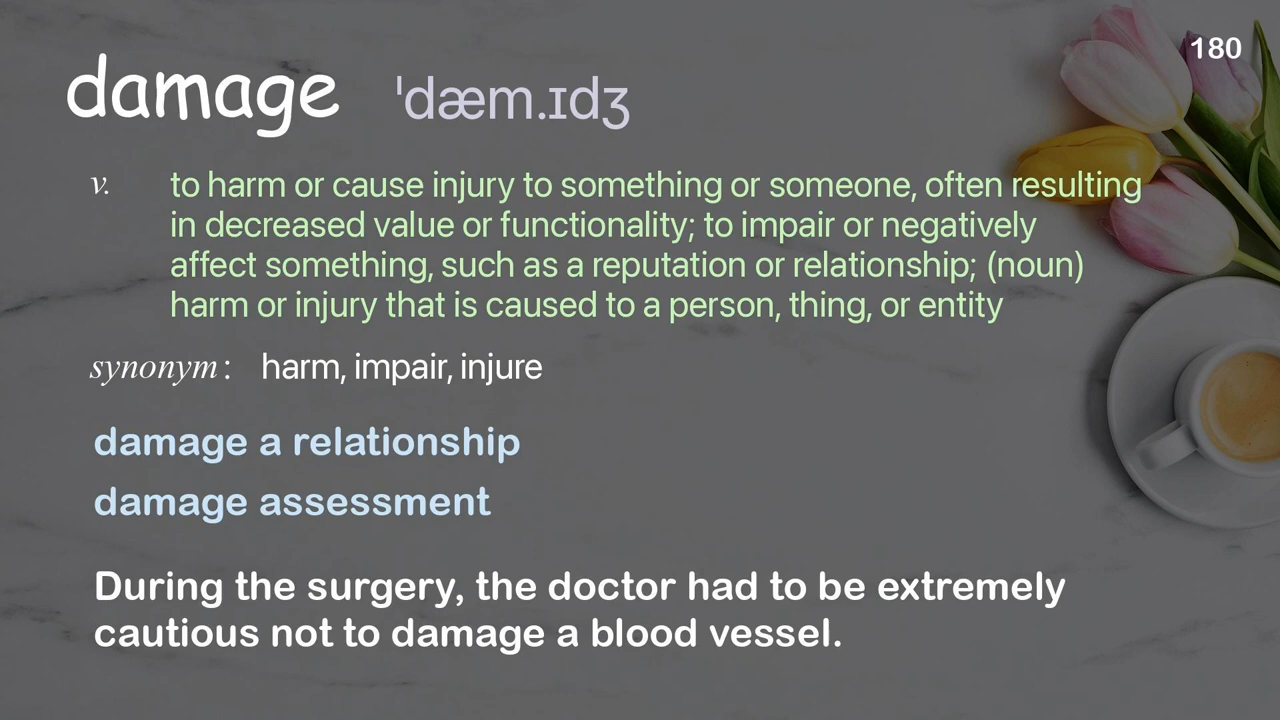 180
damage ˈdæm.ɪdʒ
v. to harm or cause injury to something or someone, often resulting
in decreased value or functionality; to impair or negatively
affect something, such as a reputation or relationship; (noun)
harm or injury that is caused to a person, thing, or entity
synonym: harm, impair, injure
damage a relationship
damage assessment
During the surgery, the doctor had to be extremely
cautious not to damage a blood vessel.